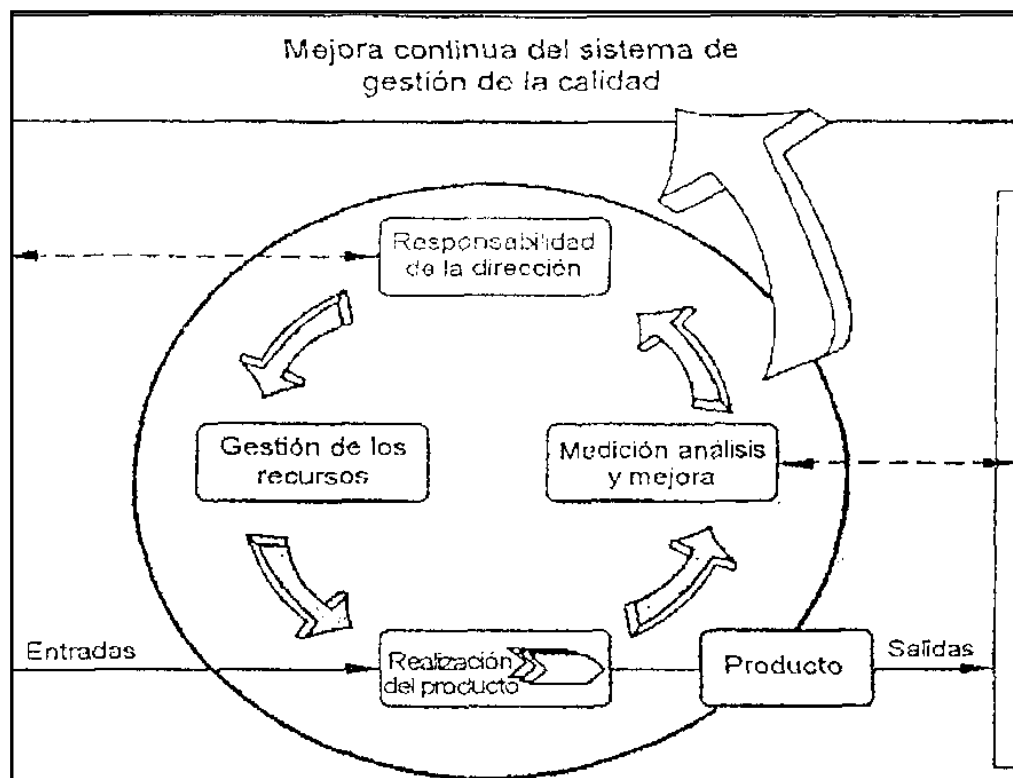 Mejora continua del sistema de
gestión de la calidad
Responsabilidad
de la dirección
Gestión de los
recursos
Medición análisis
y mejora
Entradas
Realización
del producto
Producto
Salidas